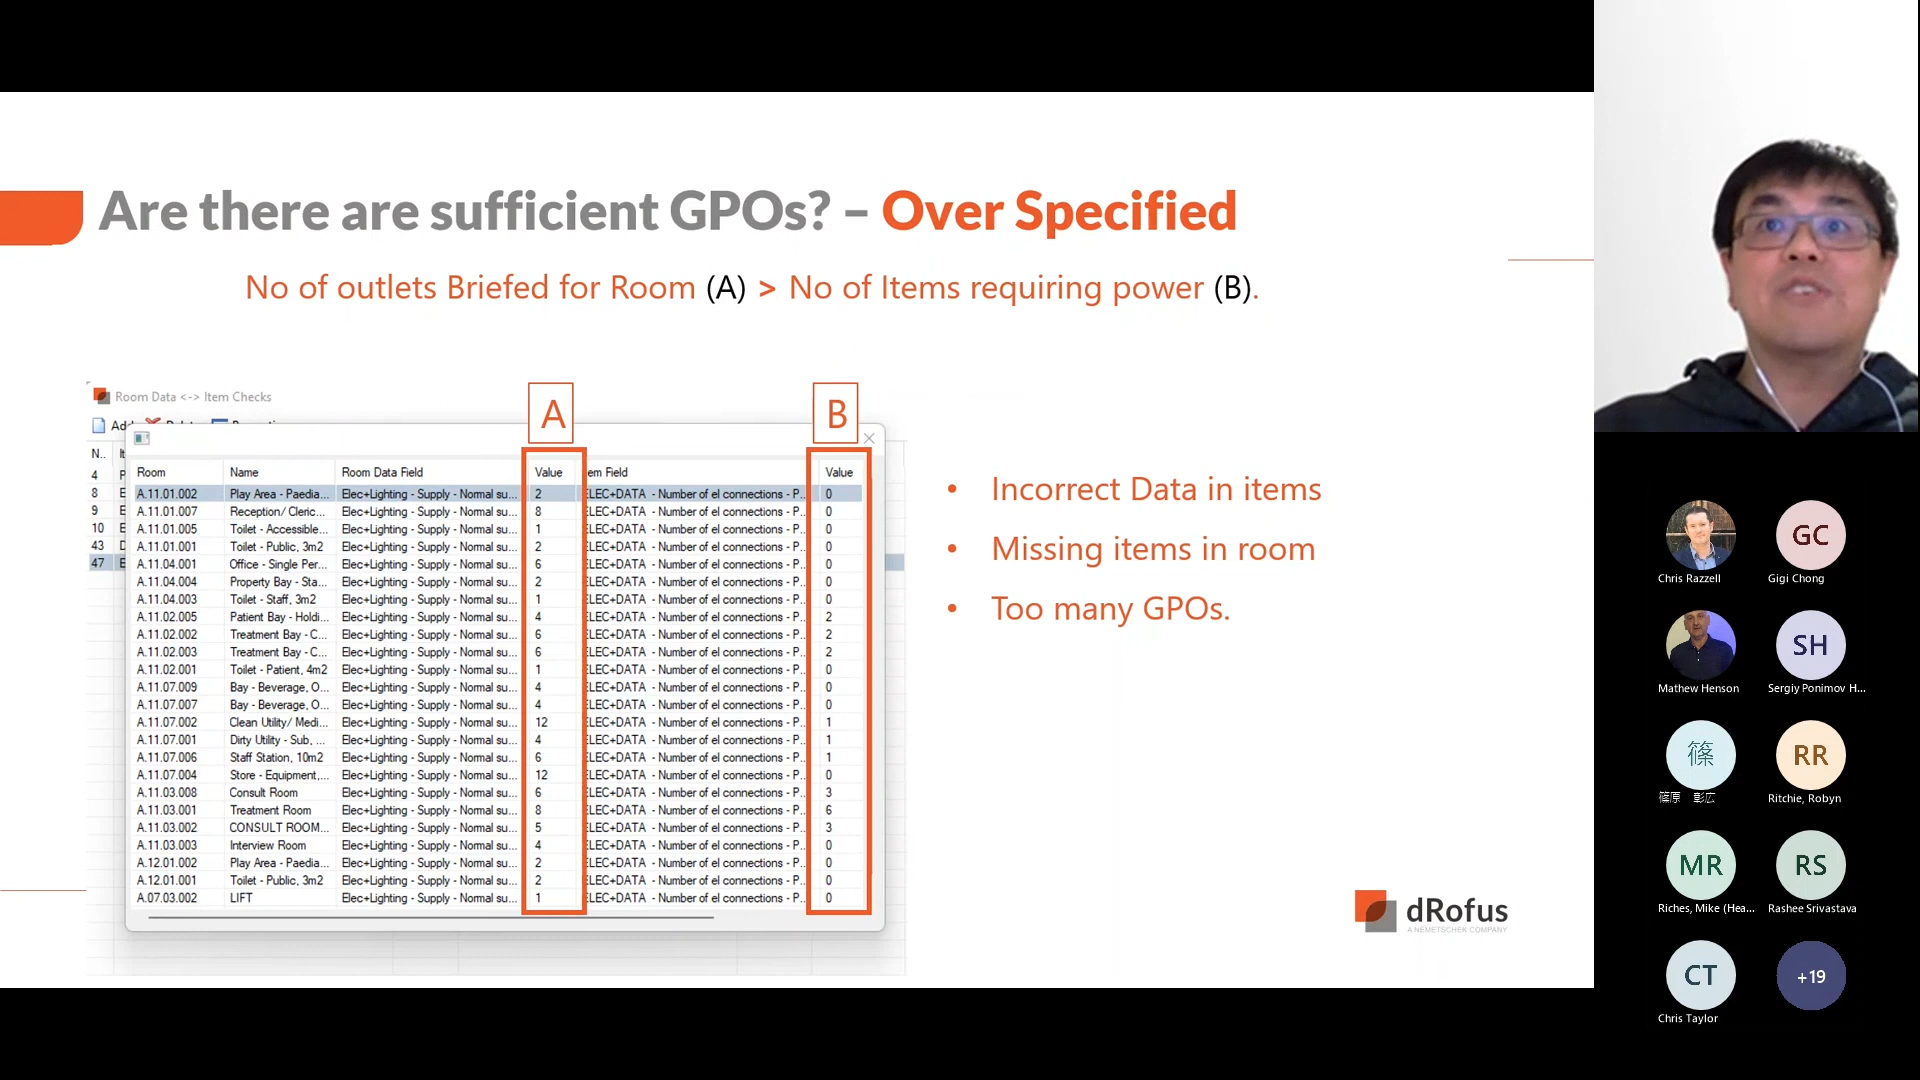 Are there are sufficient GPOs? – Over Specified
No of outlets Briefed for Room (A) > No of Items requiring power (B).
Room Data <-> Item Checks
A
B
N..
Room Name Room Data Field Value em Field Value
4
8
9
10
43
47
A.11.01.002 Play Area - Paedia... Elec+Lighting - Supply - Normal su... 2 ELEC+DATA - Number of el connections - P... 0
A.11.01.007 Reception/ Cleric... Elec+Lighting - Supply - Normal su... 8 ELEC+DATA - Number of el connections - P... 0
A.11.01.005 Toilet - Accessible... Elec+Lighting - Supply - Normal su... 1 ELEC+DATA - Number of el connections - P... 0
A.11.01.001 Toilet - Public, 3m2 Elec+Lighting - Supply - Normal su... 2 ELEC+DATA - Number of el connections - P... 0
A.11.04.001 Office - Single Per... Elec+Lighting - Supply - Normal su... 6 ELEC+DATA - Number of el connections - P... 0
A.11.04.004 Property Bay - Sta... Elec+Lighting - Supply - Normal su... 2 ELEC+DATA - Number of el connections - P... 0
A.11.04.003 Toilet - Staff, 3m2 Elec+Lighting - Supply - Normal su... 1 ELEC+DATA - Number of el connections - P... 0
A.11.02.005 Patient Bay - Holdi... Elec+Lighting - Supply - Normal su... 4 ELEC+DATA - Number of el connections - P... 2
A.11.02.002 Treatment Bay - C... Elec+Lighting - Supply - Normal su... 6 ELEC+DATA - Number of el connections - P... 2
A.11.02.003 Treatment Bay - C... Elec+Lighting - Supply - Normal su... 6 ELEC+DATA - Number of el connections - P... 2
A.11.02.001 Toilet - Patient, 4m2 Elec+Lighting - Supply - Normal su... 1 ELEC+DATA - Number of el connections - P... 0
A.11.07.009 Bay - Beverage, O... Elec+Lighting - Supply - Normal su... 4 ELEC+DATA - Number of el connections - P... 0
A.11.07.007 Bay - Beverage, O... Elec+Lighting - Supply - Normal su... 4 ELEC+DATA - Number of el connections - P... 0
A.11.07.002 Clean Utility/ Medi... Elec+Lighting - Supply - Normal su... 12 ELEC+DATA - Number of el connections - P... 1
A.11.07.001 Dirty Utility - Sub, ... Elec+Lighting - Supply - Normal su... 4 ELEC+DATA - Number of el connections - P... 1
A.11.07.006 Staff Station, 10m2 Elec+Lighting - Supply - Normal su... 6 ELEC+DATA - Number of el connections - P... 1
A.11.07.004 Store - Equipment,... Elec+Lighting - Supply - Normal su... 12 ELEC+DATA - Number of el connections - P... 0
A.11.03.008 Consult Room Elec+Lighting - Supply - Normal su... 6 ELEC+DATA - Number of el connections - P... 3
A.11.03.001 Treatment Room Elec+Lighting - Supply - Normal su... 8 ELEC+DATA - Number of el connections - P... 6
A.11.03.002 CONSULT ROOM... Elec+Lighting - Supply - Normal su... 5 ELEC+DATA - Number of el connections - P... 3
A.11.03.003 Interview Room Elec+Lighting - Supply - Normal su... 4 ELEC+DATA - Number of el connections - P... 0
A.12.01.002 Play Area - Paedia... Elec+Lighting - Supply - Normal su... 2 ELEC+DATA - Number of el connections - P... 0
A.12.01.001 Toilet - Public, 3m2 Elec+Lighting - Supply - Normal su... 2 ELEC+DATA - Number of el connections - P... 0
A.07.03.002 LIFT Elec+Lighting - Supply - Normal su... 1 ELEC+DATA - Number of el connections - P... 0
• Incorrect Data in items
• Missing items in room
• Too many GPOs.
dRofus
A NEMETSCHEK COMPANY
GC
Chris Razzell Gigi Chong
SH
Mathew Henson Sergiy Ponimov H...
篠 RR
篠原 彰広 Ritchie, Robyn
MR RS
Riches, Mike (Hea... Rashee Srivastava
CT +19
Chris Taylor